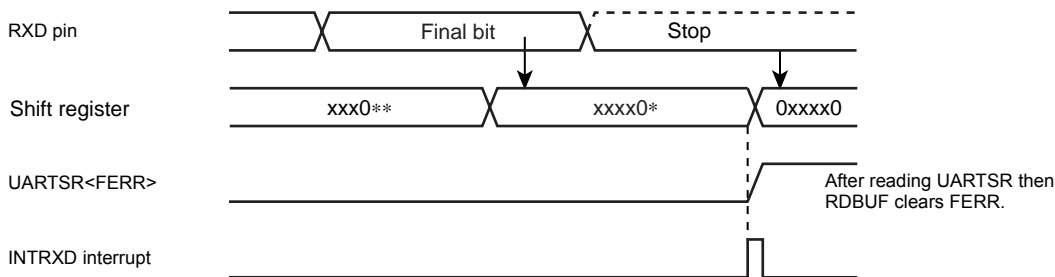 RXD pin
Final bit
Stop
Shift register
xxx0**
xxxx0*
0xxxx0
UARTSR<FERR>
After reading UARTSR then
RDBUF clears FERR.
INTRXD interrupt